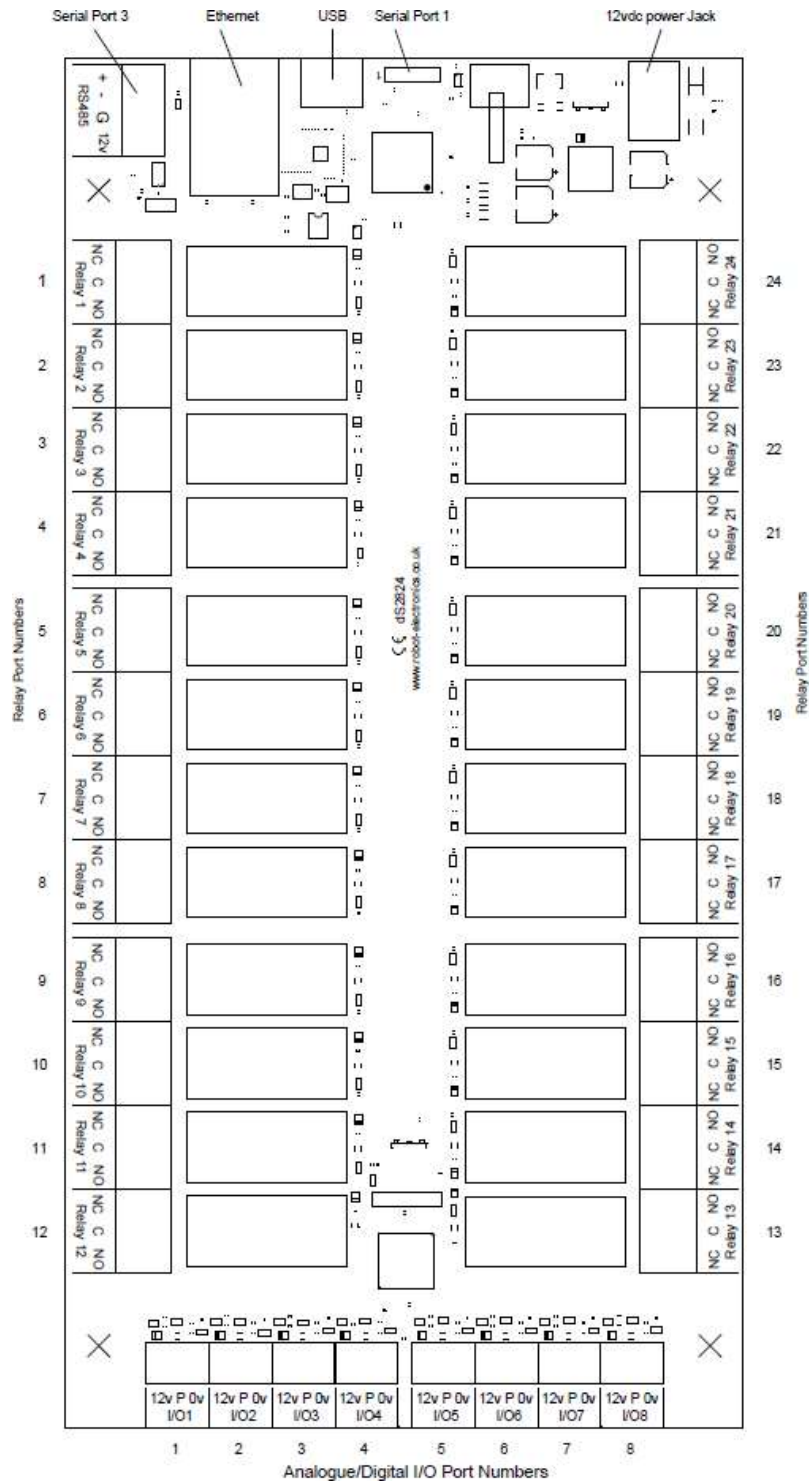 Serial Port 3
Ethernet
USB
Serial Port 1
12vdc power Jack
+ - G 12v
RS485
1
NC C NO
Relay 1
2
NC C NO
Relay 2
3
NC C NO
Relay 3
4
NC C NO
Relay 4
5
NC C NO
Relay 5
6
NC C NO
Relay 6
7
NC C NO
Relay 7
8
NC C NO
Relay 8
9
NC C NO
Relay 9
10
NC C NO
Relay 10
11
NC C NO
Relay 11
12
NC C NO
Relay 12
Relay Port Numbers
CE dS2824
www.robot-electronics.co.uk
NC C NO
Relay 24
24
NC C NO
Relay 23
23
NC C NO
Relay 22
22
NC C NO
Relay 21
21
NC C NO
Relay 20
20
NC C NO
Relay 19
19
NC C NO
Relay 18
18
NC C NO
Relay 17
17
NC C NO
Relay 16
16
NC C NO
Relay 15
15
NC C NO
Relay 14
14
NC C NO
Relay 13
13
Relay Port Numbers
12v P 0v
I/O1
12v P 0v
I/O2
12v P 0v
I/O3
12v P 0v
I/O4
12v P 0v
I/O5
12v P 0v
I/O6
12v P 0v
I/O7
12v P 0v
I/O8
1 2 3 4 5 6 7 8
Analogue/Digital I/O Port Numbers